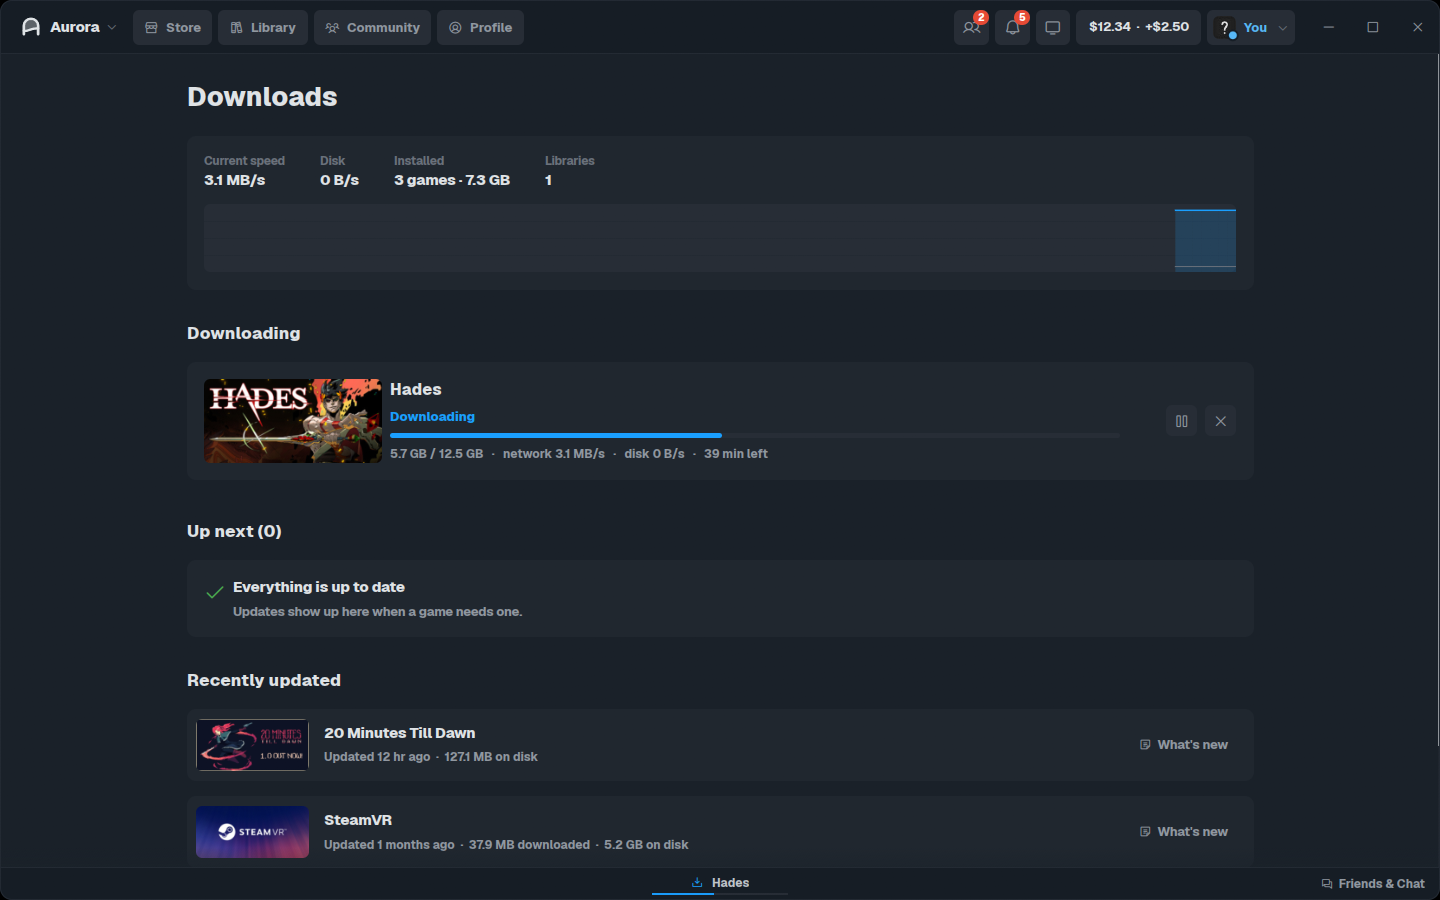 Aurora
Store
Library
Community
Profile
2
5
$12.34 · +$2.50
?
You
Downloads
Current speed
3.1 MB/s
Disk
0 B/s
Installed
3 games · 7.3 GB
Libraries
1
Downloading
HADES
Hades
Downloading
5.7 GB / 12.5 GB · network 3.1 MB/s · disk 0 B/s · 39 min left
Up next (0)
Everything is up to date
Updates show up here when a game needs one.
Recently updated
20 MINUTES
TILL DAWN
1.0 OUT NOW!
20 Minutes Till Dawn
Updated 12 hr ago · 127.1 MB on disk
What's new
STEAM VR
SteamVR
Updated 1 months ago · 37.9 MB downloaded · 5.2 GB on disk
What's new
Hades
Friends & Chat